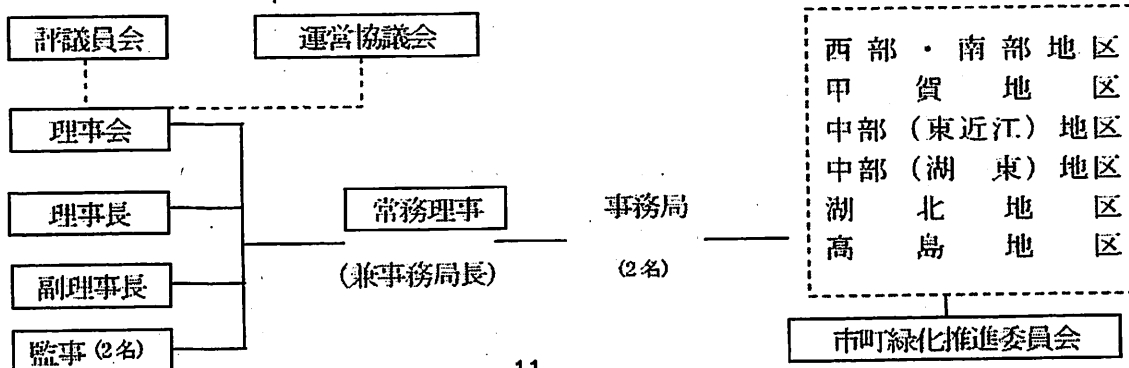 評議員会
運営協議会
理事会
理事長
副理事長
監事(2名)
常務理事
(兼事務局長)
事務局
(2名)
西部・南部地区
甲賀地区
中部(東近江)地区
中部(湖東)地区
湖北地区
高島地区
市町緑化推進委員会
11